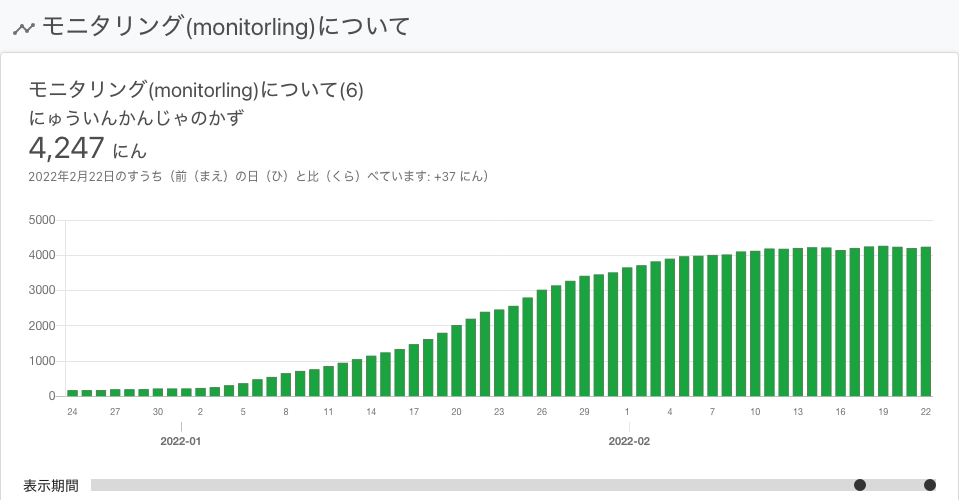 モニタリング(monitorling)について
モニタリング(monitorling)について(6)
にゅういんかんじゃのかず
4,247 にん
2022年2月22日のすうち（前（まえ）の日（ひ）と比（くら）べています: +37 にん）
5000
4000
3000
2000
1000
0
24 27 30 2 5 8 11 14 17 20 23 26 29 1 4 7 10 13 16 19 22
2022-01 2022-02
表示期間